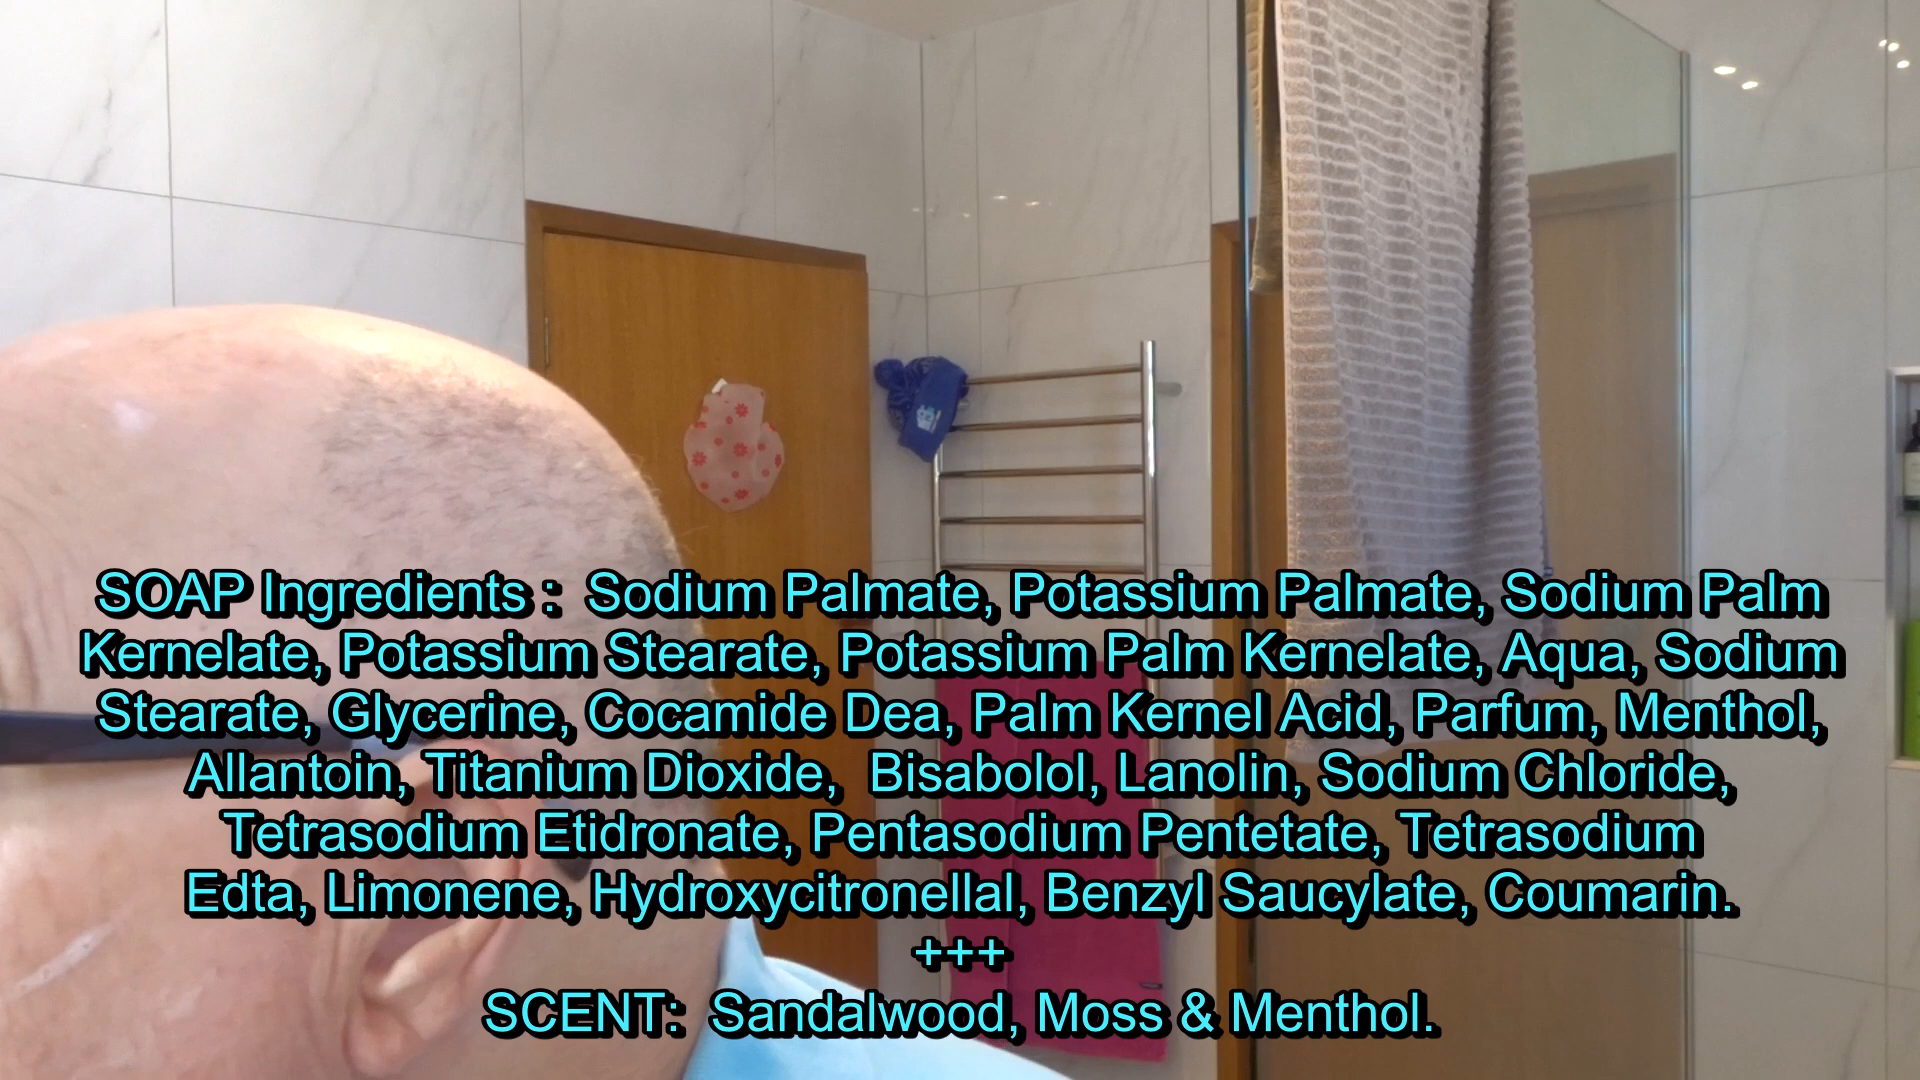 SOAP Ingredients :  Sodium Palmate, Potassium Palmate, Sodium Palm
Kernelate, Potassium Stearate, Potassium Palm Kernelate, Aqua, Sodium
Stearate, Glycerine, Cocamide Dea, Palm Kernel Acid, Parfum, Menthol,
Allantoin, Titanium Dioxide,  Bisabolol, Lanolin, Sodium Chloride,
Tetrasodium Etidronate, Pentasodium Pentetate, Tetrasodium
Edta, Limonene, Hydroxycitronellal, Benzyl Saucylate, Coumarin.
+++
SCENT:  Sandalwood, Moss & Menthol.